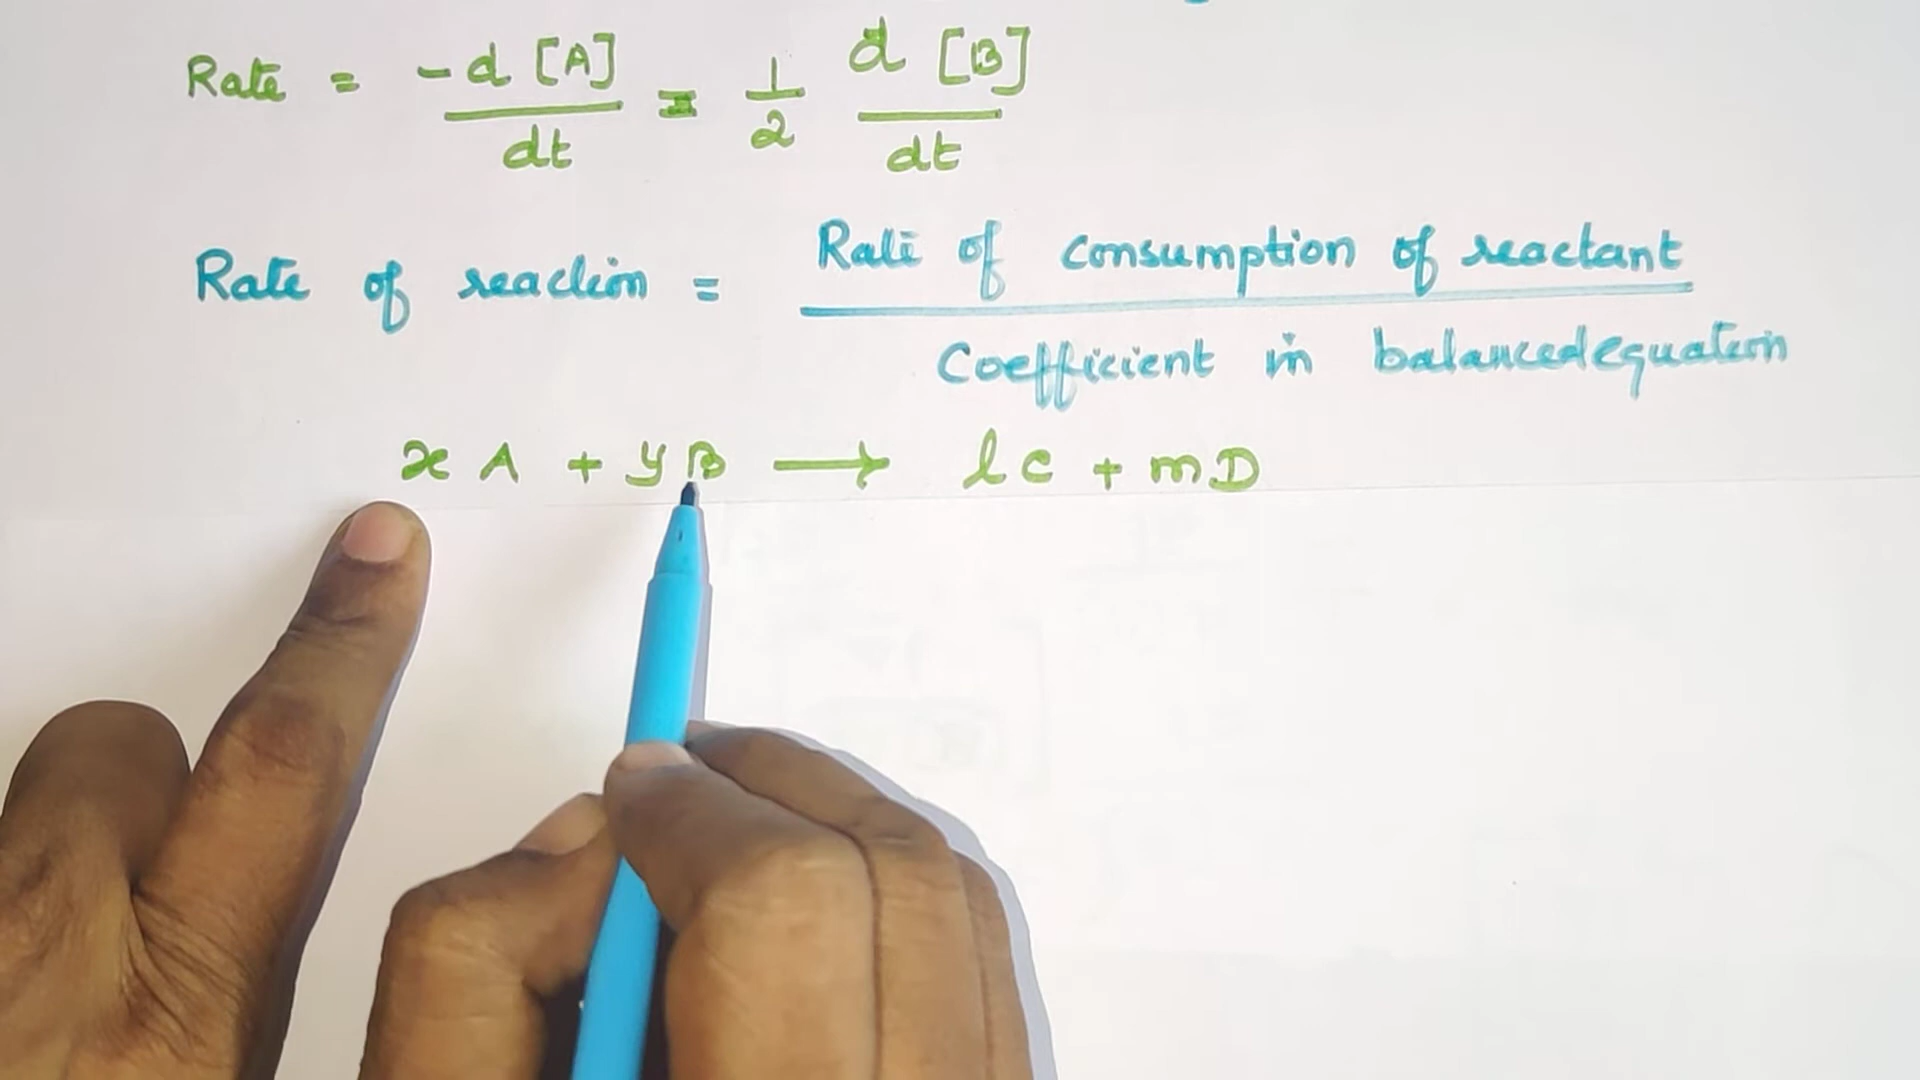 Rate = -d [A] / dt = 1/2 d [B] / dt
Rate of reaction = Rate of consumption of reactant / Coefficient in balanced equation
x A + y B → l C + m D